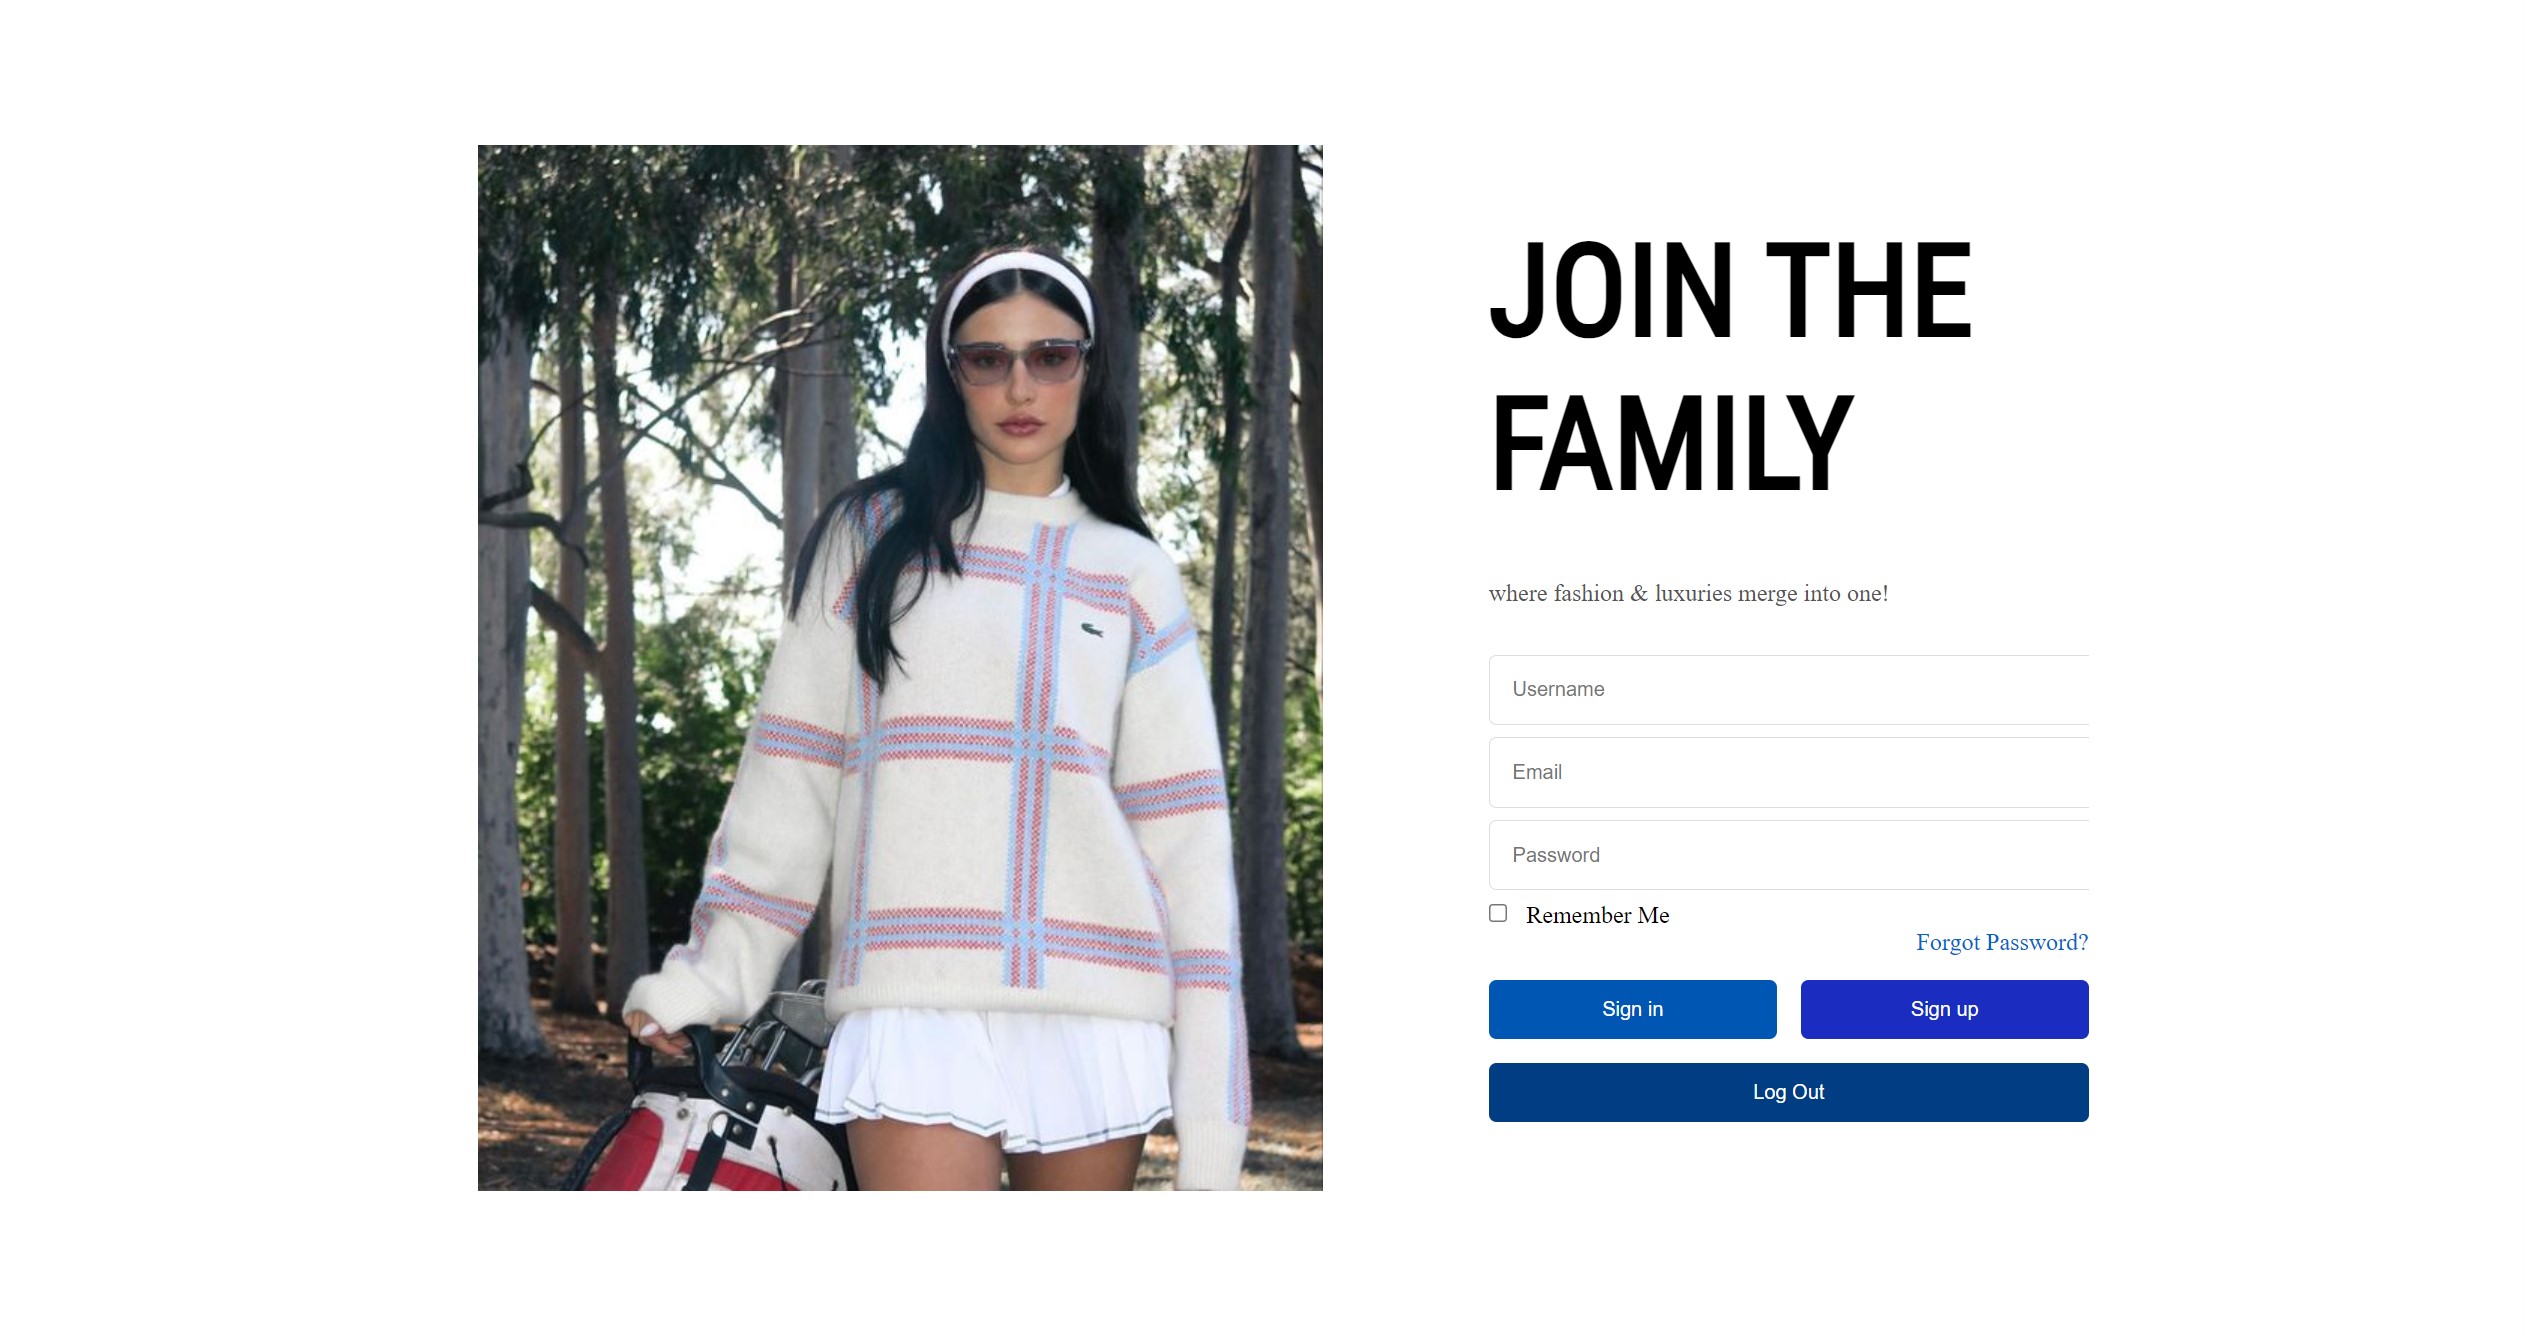 JOIN THE
FAMILY
where fashion & luxuries merge into one!
Username
Email
Password
Remember Me
Forgot Password?
Sign in
Sign up
Log Out